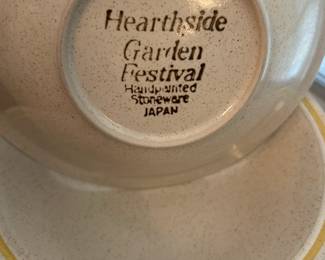 Hearthside
Garden
Festival
Handpainted
Stoneware
JAPAN